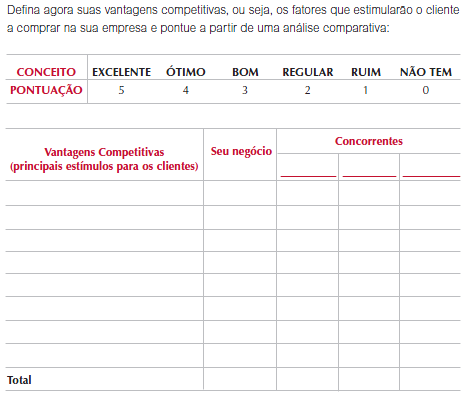 Defina agora suas vantagens competitivas, ou seja, os fatores que estimularão o cliente
a comprar na sua empresa e pontue a partir de uma análise comparativa:
CONCEITO EXCELENTE ÓTIMO BOM REGULAR RUIM NÃO TEM
PONTUAÇÃO 5 4 3 2 1 0
Vantagens Competitivas
(principais estímulos para os clientes)
Seu negócio
Concorrentes
Total